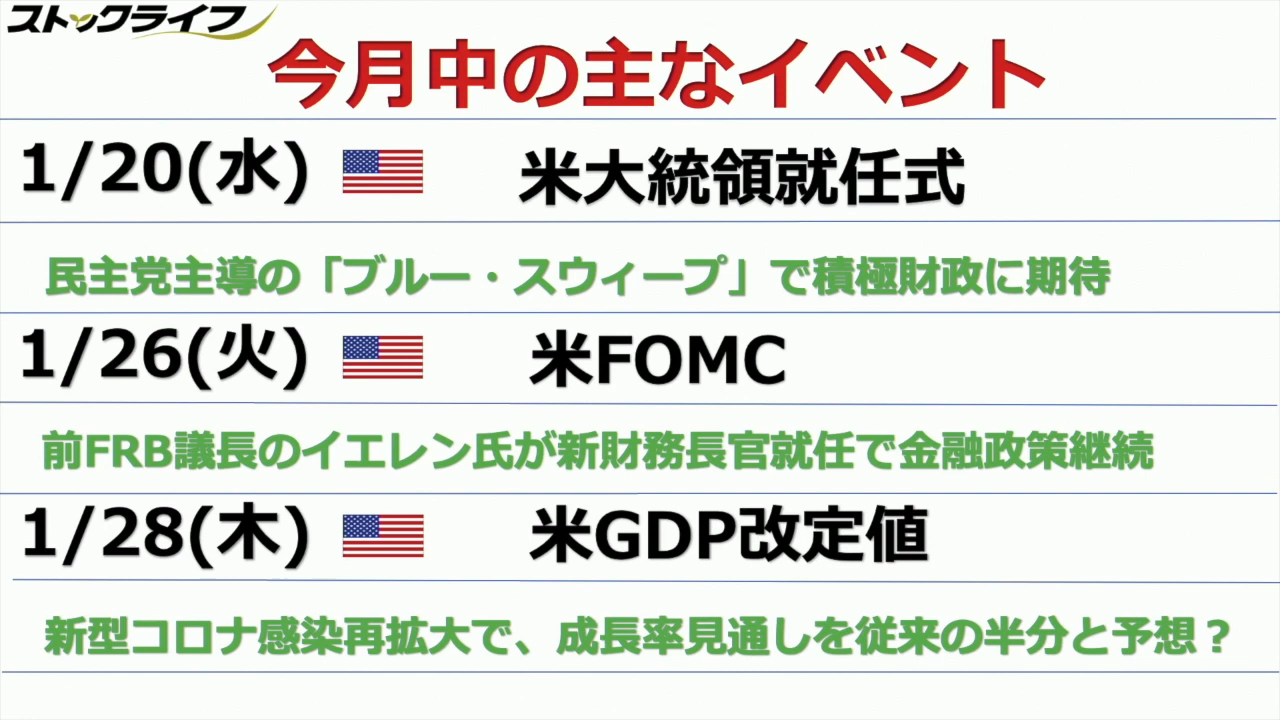 ストックライフ
今月中の主なイベント
1/20(水) 米大統領就任式
民主党主導の「ブルー・スウィープ」で積極財政に期待
1/26(火) 米FOMC
前FRB議長のイエレン氏が新財務長官就任で金融政策継続
1/28(木) 米GDP改定値
新型コロナ感染再拡大で、成長率見通しを従来の半分と予想？